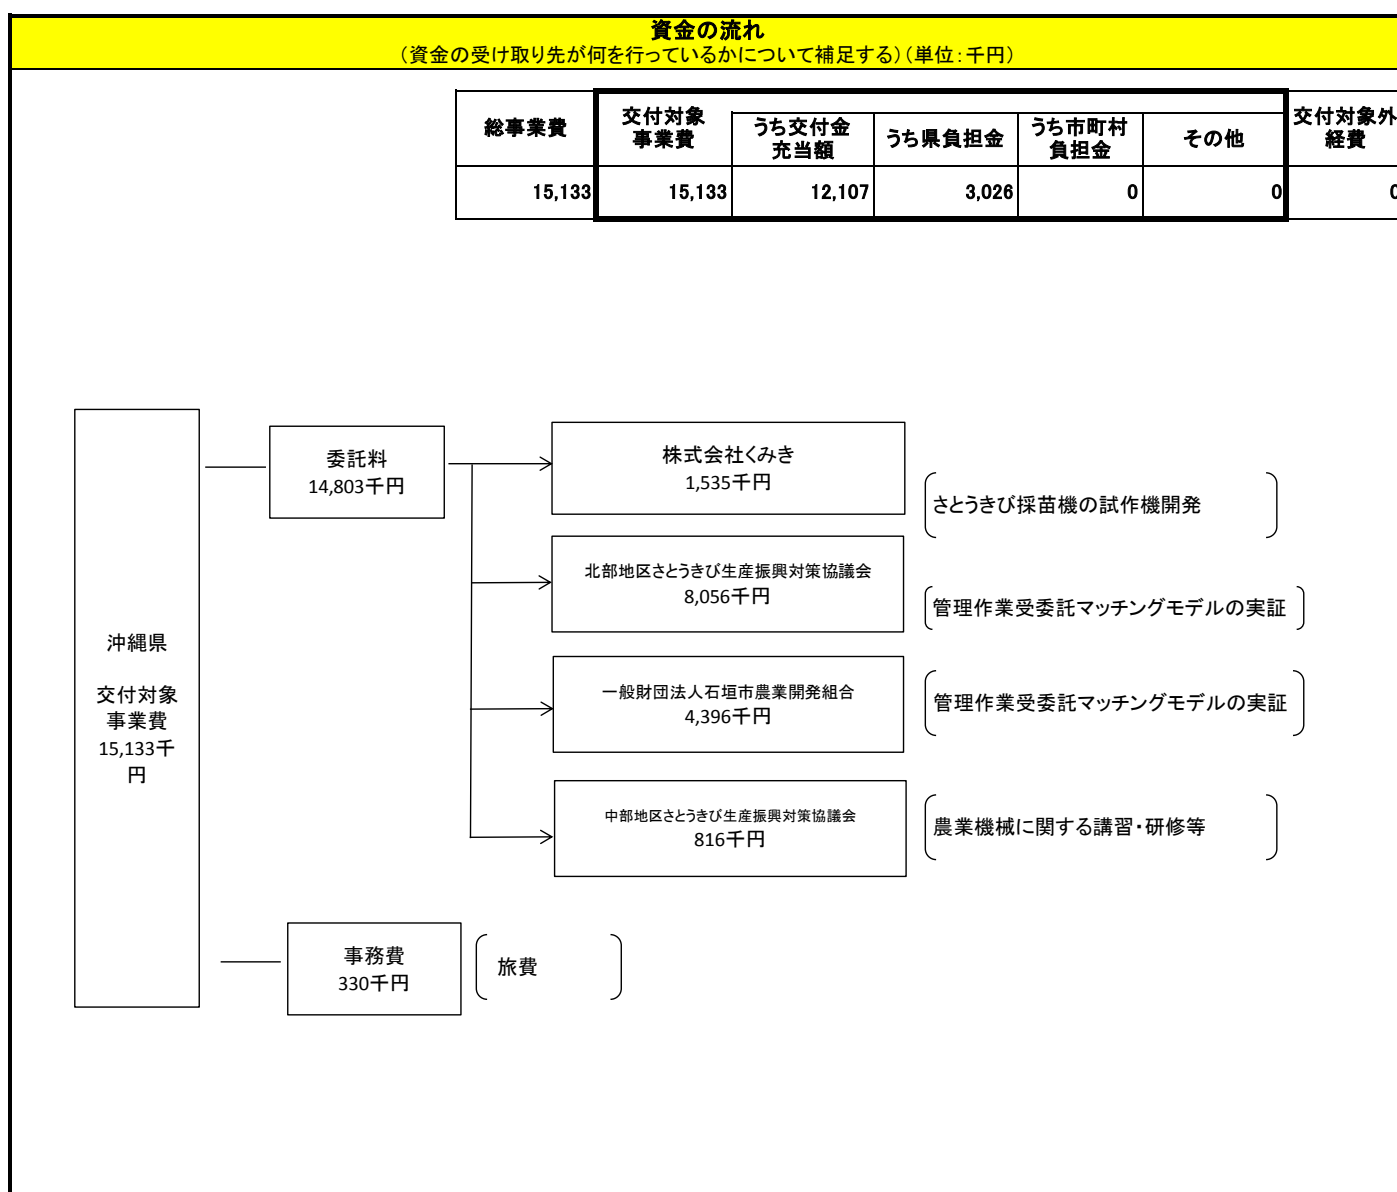 資金の流れ
（資金の受け取り先が何を行っているかについて補足する）（単位：千円）
総事業費
交付対象
事業費
うち交付金
充当額
うち県負担金
うち市町村
負担金
その他
交付対象外
経費
15,133
15,133
12,107
3,026
0
0
0
沖縄県
交付対象
事業費
15,133千
円
委託料
14,803千円
株式会社くみき
1,535千円
さとうきび採苗機の試作機開発
北部地区さとうきび生産振興対策協議会
8,056千円
管理作業受委託マッチングモデルの実証
一般財団法人石垣市農業開発組合
4,396千円
管理作業受委託マッチングモデルの実証
中部地区さとうきび生産振興対策協議会
816千円
農業機械に関する講習・研修等
事務費
330千円
旅費